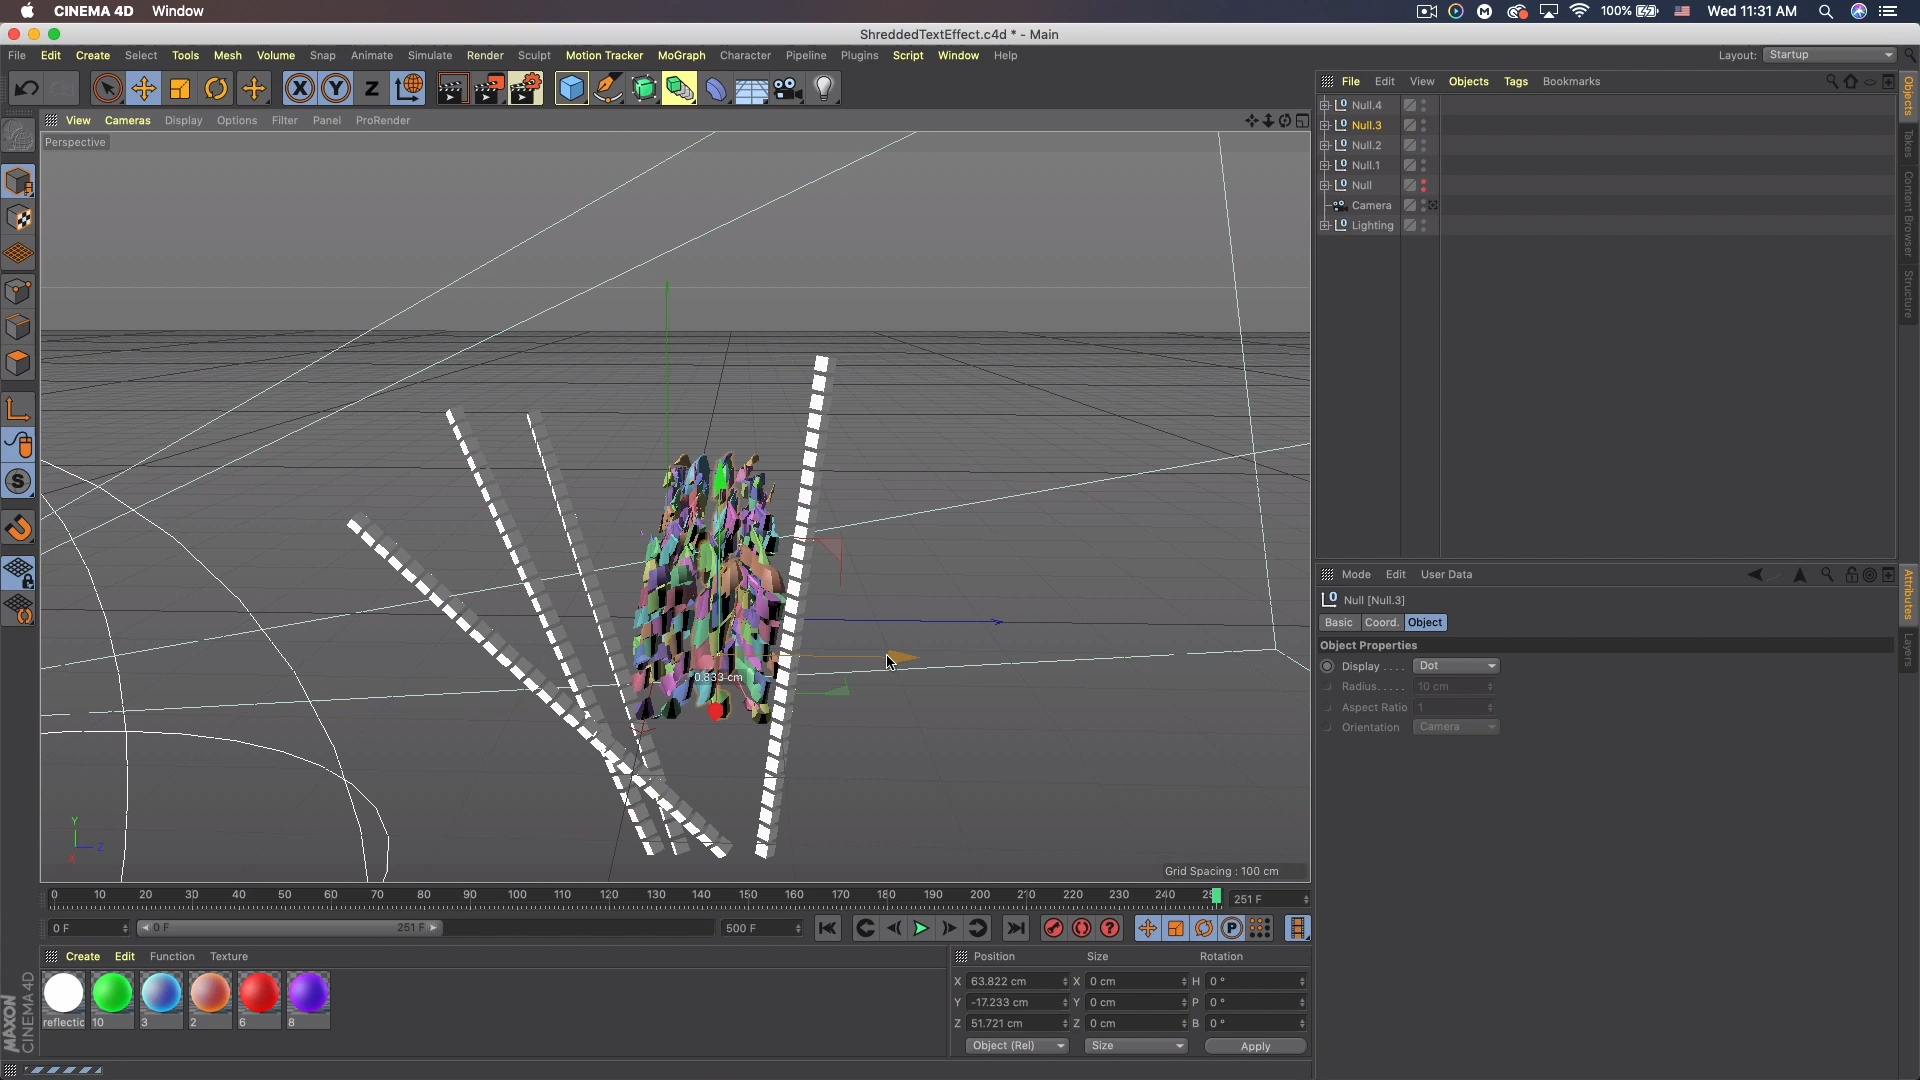 CINEMA 4D Window 100% Wed 11:31 AM
ShreddedTextEffect.c4d * - Main
File Edit Create Select Tools Mesh Volume Snap Animate Simulate Render Sculpt Motion Tracker MoGraph Character Pipeline Plugins Script Window Help Layout: Startup
File Edit View Objects Tags Bookmarks
View Cameras Display Options Filter Panel ProRender
Perspective
Null.4
Null.3
Null.2
Null.1
Null
Camera
Lighting
Objects
Takes
Content Browser
Structure
Mode Edit User Data
Null [Null.3]
Basic Coord. Object
Object Properties
Display . . . . Dot
Radius. . . . . 10 cm
Aspect Ratio 1
Orientation Camera
Attributes
Layers
0.833 cm
Y
Z
X
Grid Spacing : 100 cm
0 10 20 30 40 50 60 70 80 90 100 110 120 130 140 150 160 170 180 190 200 210 220 230 240 251 F
0 F 0 F 251 F 500 F
Create Edit Function Texture
reflectic 10 3 2 6 8
Position Size Rotation
X 63.822 cm X 0 cm H 0 °
Y -17.233 cm Y 0 cm P 0 °
Z 51.721 cm Z 0 cm B 0 °
Object (Rel) Size Apply
MAXON
CINEMA 4D